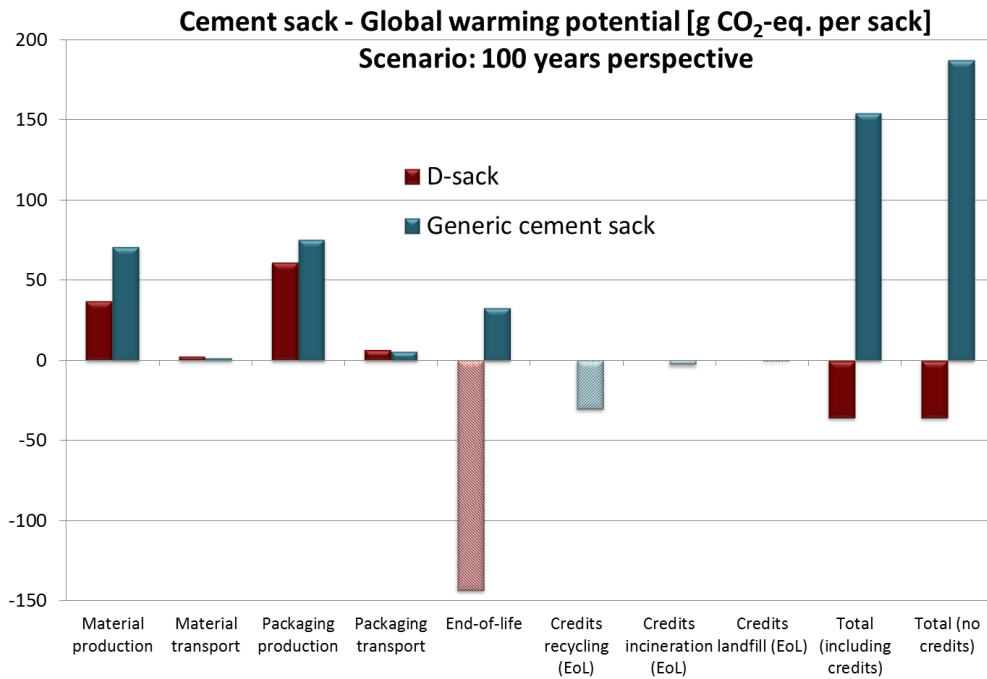 Cement sack - Global warming potential [g CO₂-eq. per sack]
Scenario: 100 years perspective
200
150
100
50
0
-50
-100
-150
D-sack
Generic cement sack
Material production
Material transport
Packaging production
Packaging transport
End-of-life
Credits recycling (EoL)
Credits incineration (EoL)
Credits landfill (EoL)
Total (including credits)
Total (no credits)